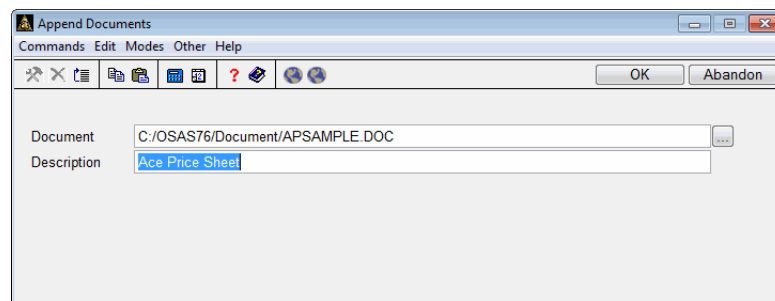 Append Documents
Commands Edit Modes Other Help
OK Abandon
Document C:/OSAS76/Document/APSAMPLE.DOC
...
Description Ace Price Sheet